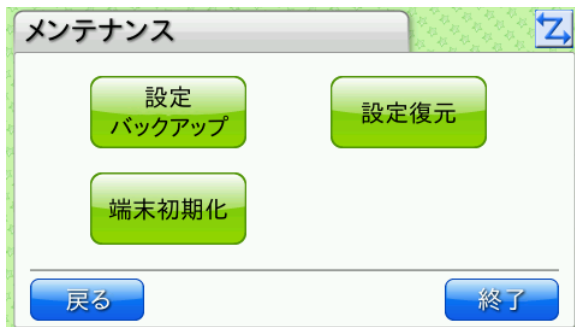 メンテナンス
設定
バックアップ
設定復元
端末初期化
戻る
終了